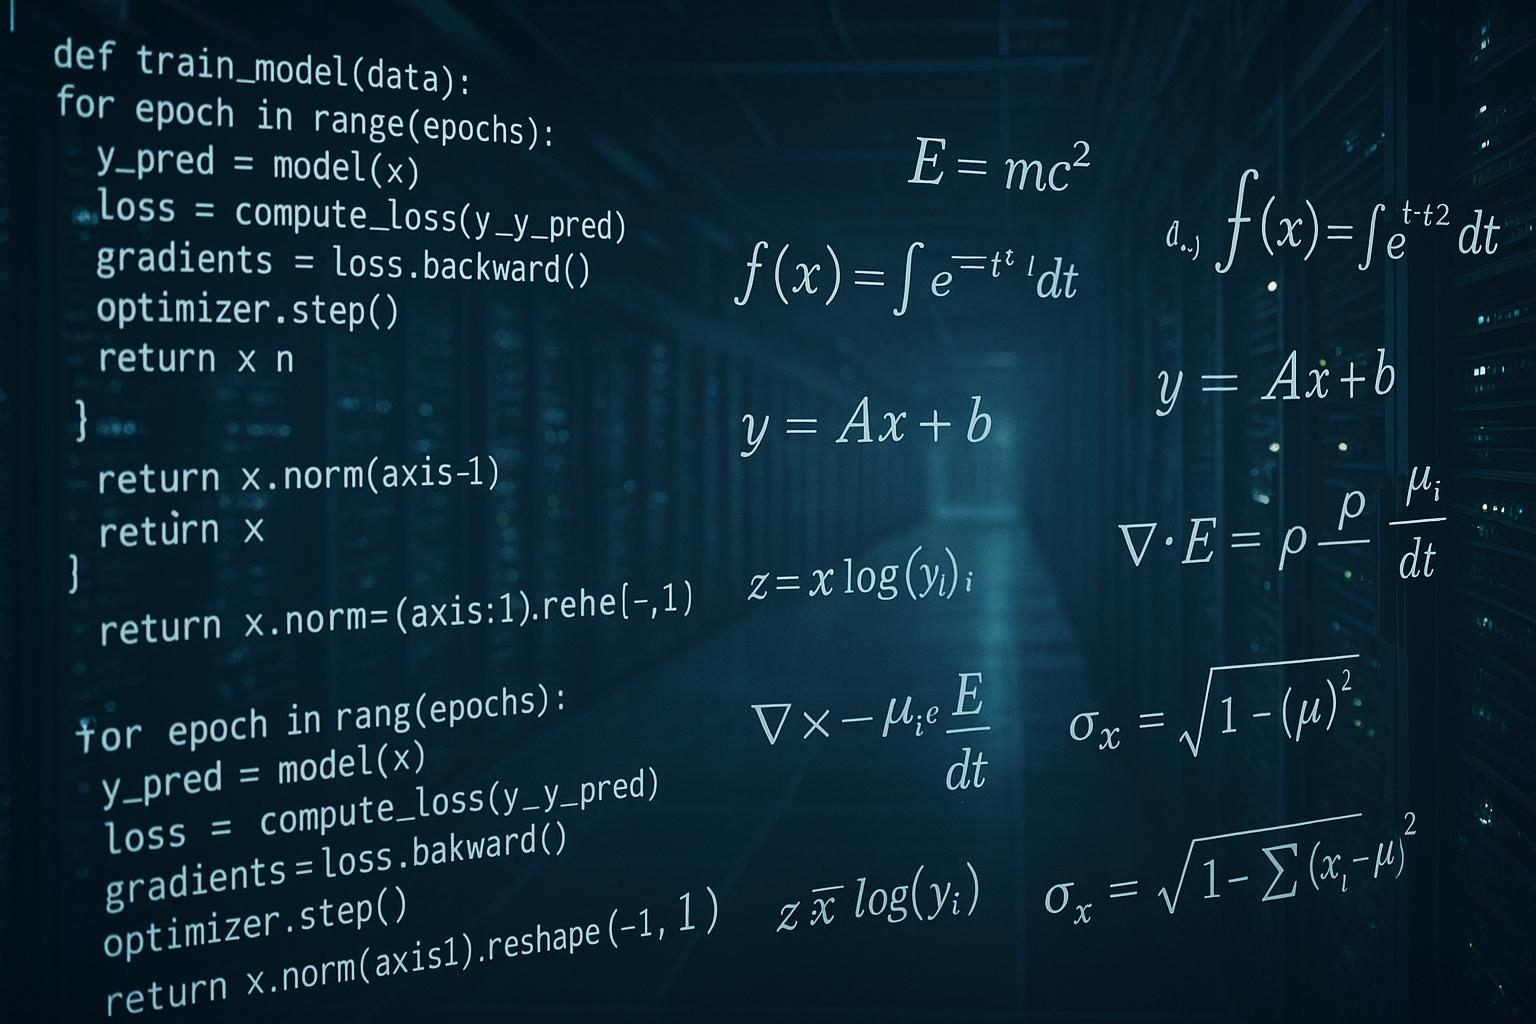 def train_model(data):
for epoch in range(epochs):
y_pred = model(x)
loss = compute_loss(y_y_pred)
gradients = loss.backward()
optimizer.step()
return x n
}
return x.norm(axis-1)
return x
}
return x.norm=(axis:1).rehe(-,1)
for epoch in rang(epochs):
y_pred = model(x)
loss = compute_loss(y_y_pred)
gradients=loss.bakward()
optimizer.step()
return x.norm(axis1).reshape(-1, 1)
E = mc²
f(x)=∫e dt
y = Ax + b
z = x log(yᵢ)ᵢ
∇×−μᵢₑ E/dt
z x̅ log(yᵢ)
f(x)=∫e^t-t2 dt
y = Ax+b
∇·E = ρ ρ/ μᵢ/dt
σₓ = √1-(μ)²
σₓ = √1-∑(xᵢ-μ)²